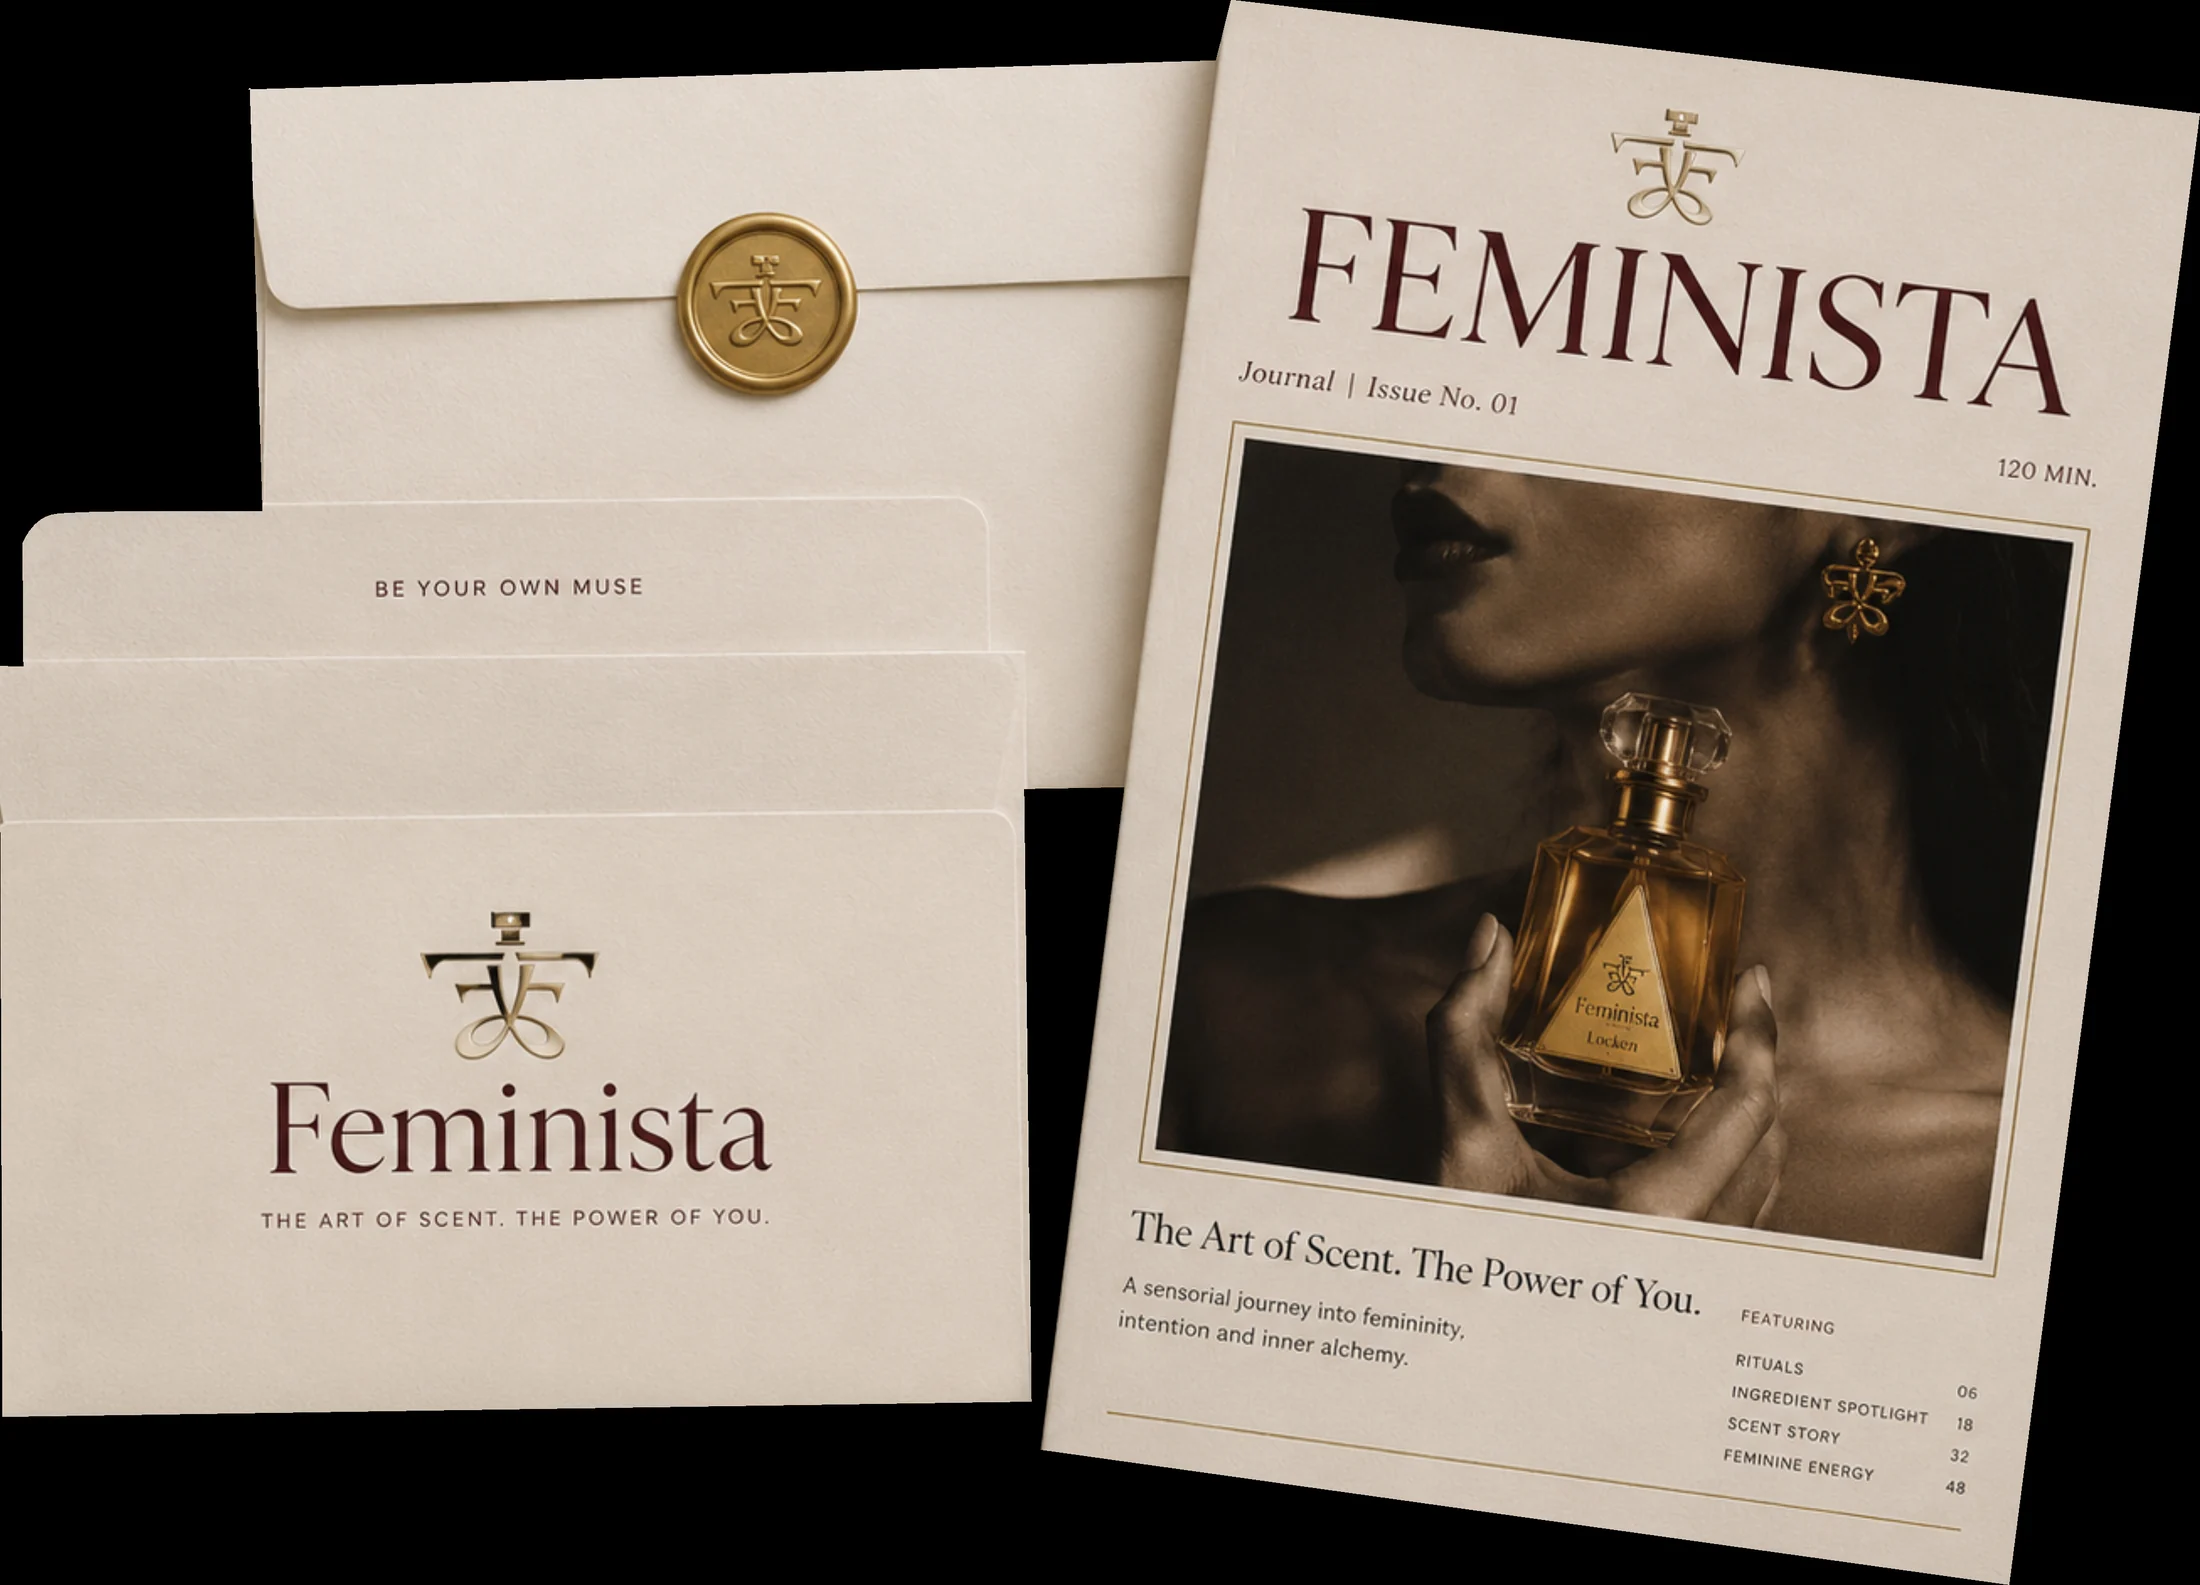 BE YOUR OWN MUSE
Feminista
THE ART OF SCENT. THE POWER OF YOU.
FEMINISTA
Journal | Issue No. 01
120 MIN.
Feminista
Locken
The Art of Scent. The Power of You.
A sensorial journey into femininity,
intention and inner alchemy.
FEATURING
RITUALS 06
INGREDIENT SPOTLIGHT 18
SCENT STORY 32
FEMININE ENERGY 48